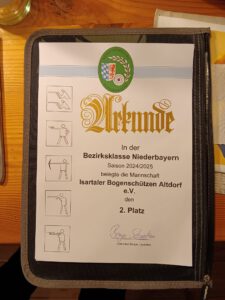 Urkunde
In der
Bezirksklasse Niederbayern
Saison 2024/2025
belegte die Mannschaft
Isartaler Bogenschützen Altdorf
e.V.
den
2. Platz